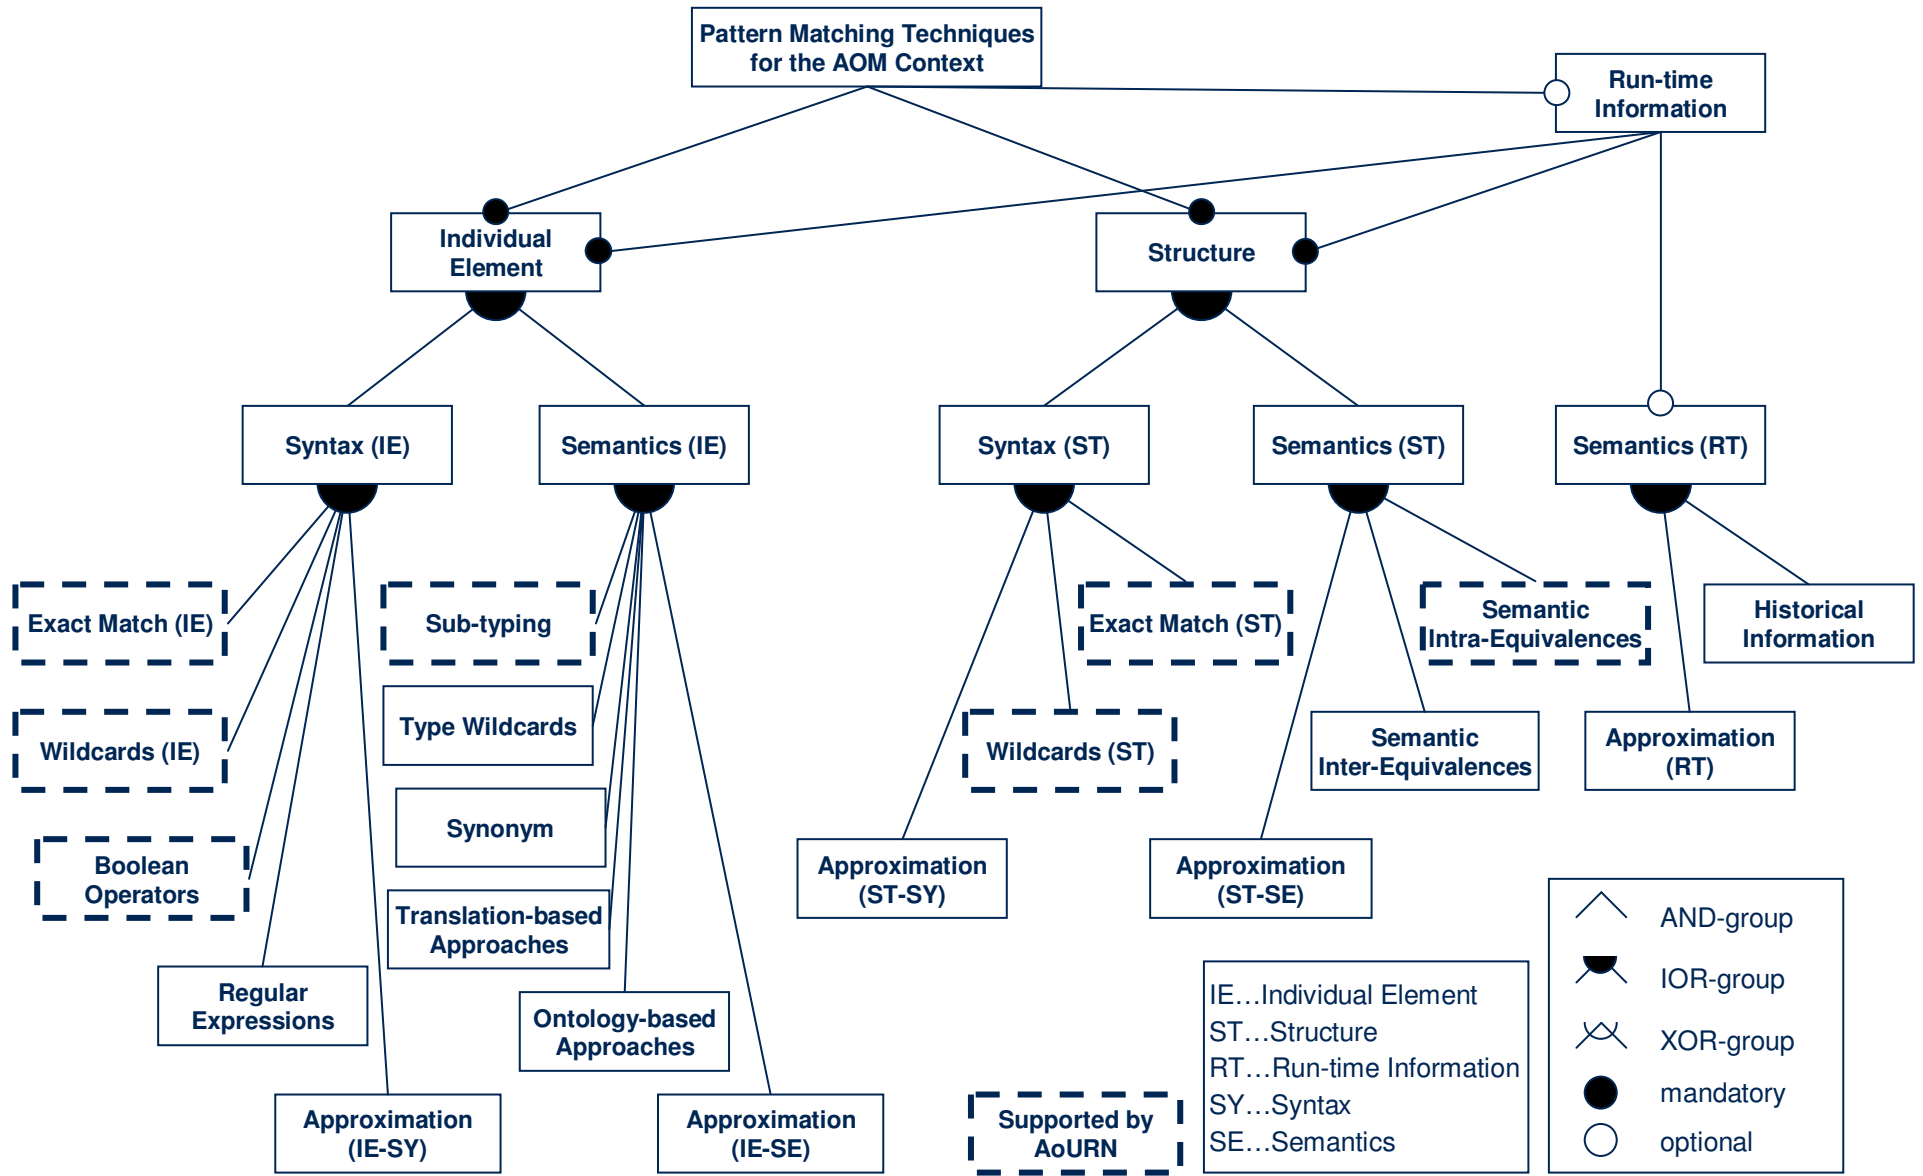 Pattern Matching Techniques
for the AOM Context
Run-time
Information
Individual
Element
Structure
Syntax (IE)
Semantics (IE)
Syntax (ST)
Semantics (ST)
Semantics (RT)
Exact Match (IE)
Sub-typing
Exact Match (ST)
Semantic
Intra-Equivalences
Historical
Information
Wildcards (IE)
Type Wildcards
Wildcards (ST)
Semantic
Inter-Equivalences
Approximation
(RT)
Synonym
Boolean
Operators
Approximation
(ST-SY)
Approximation
(ST-SE)
Translation-based
Approaches
Regular
Expressions
Ontology-based
Approaches
Approximation
(IE-SY)
Approximation
(IE-SE)
Supported by
AoURN
IE…Individual Element
ST…Structure
RT…Run-time Information
SY…Syntax
SE…Semantics
AND-group
IOR-group
XOR-group
mandatory
optional